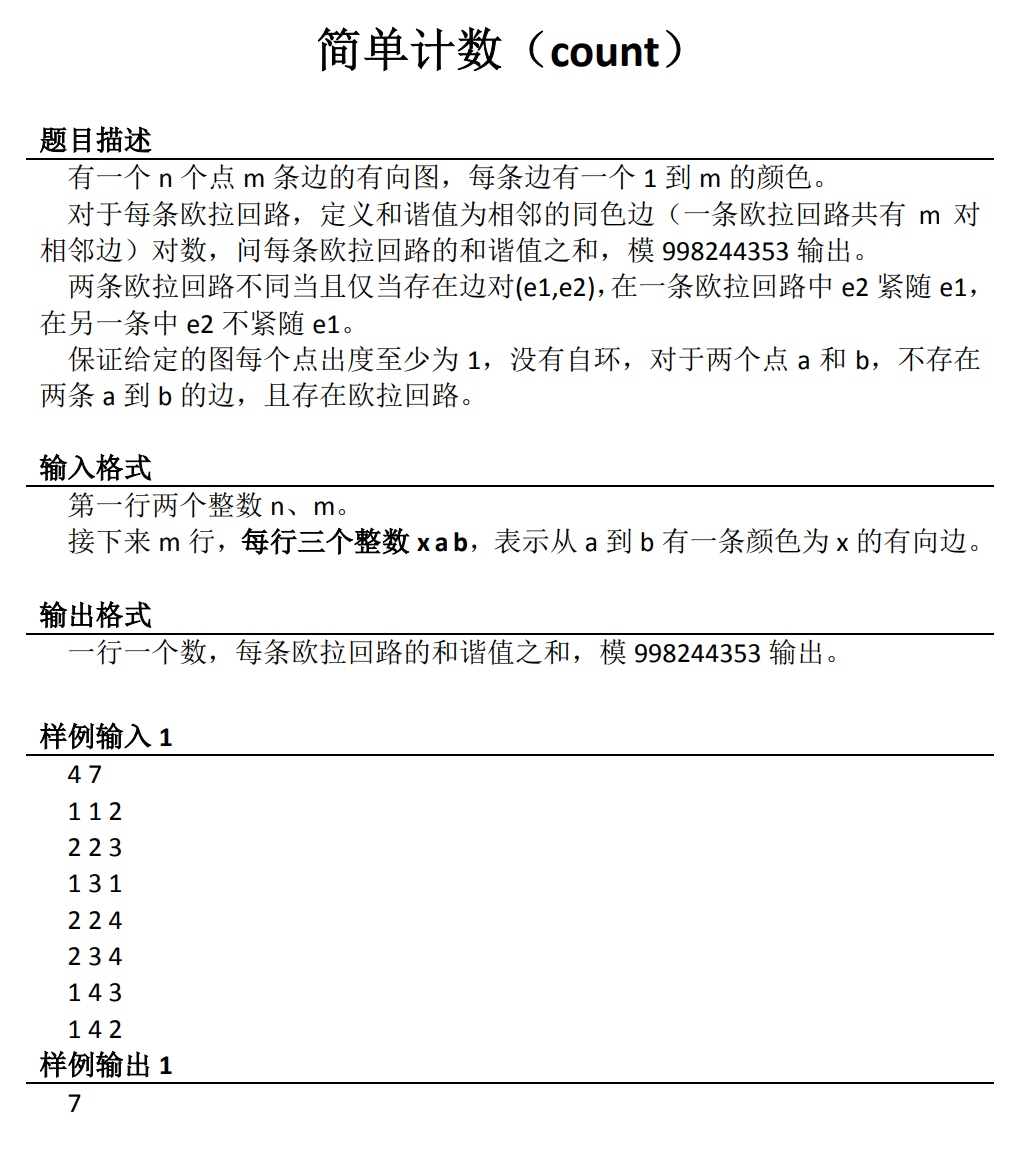 简单计数（count）
题目描述
有一个 n 个点 m 条边的有向图，每条边有一个 1 到 m 的颜色。
对于每条欧拉回路，定义和谐值为相邻的同色边（一条欧拉回路共有 m 对
相邻边）对数，问每条欧拉回路的和谐值之和，模 998244353 输出。
两条欧拉回路不同当且仅当存在边对(e1,e2)，在一条欧拉回路中 e2 紧随 e1，
在另一条中 e2 不紧随 e1。
保证给定的图每个点出度至少为 1，没有自环，对于两个点 a 和 b，不存在
两条 a 到 b 的边，且存在欧拉回路。
输入格式
第一行两个整数 n、m。
接下来 m 行，每行三个整数 x a b，表示从 a 到 b 有一条颜色为 x 的有向边。
输出格式
一行一个数，每条欧拉回路的和谐值之和，模 998244353 输出。
样例输入 1
4 7
1 1 2
2 2 3
1 3 1
2 2 4
2 3 4
1 4 3
1 4 2
样例输出 1
7